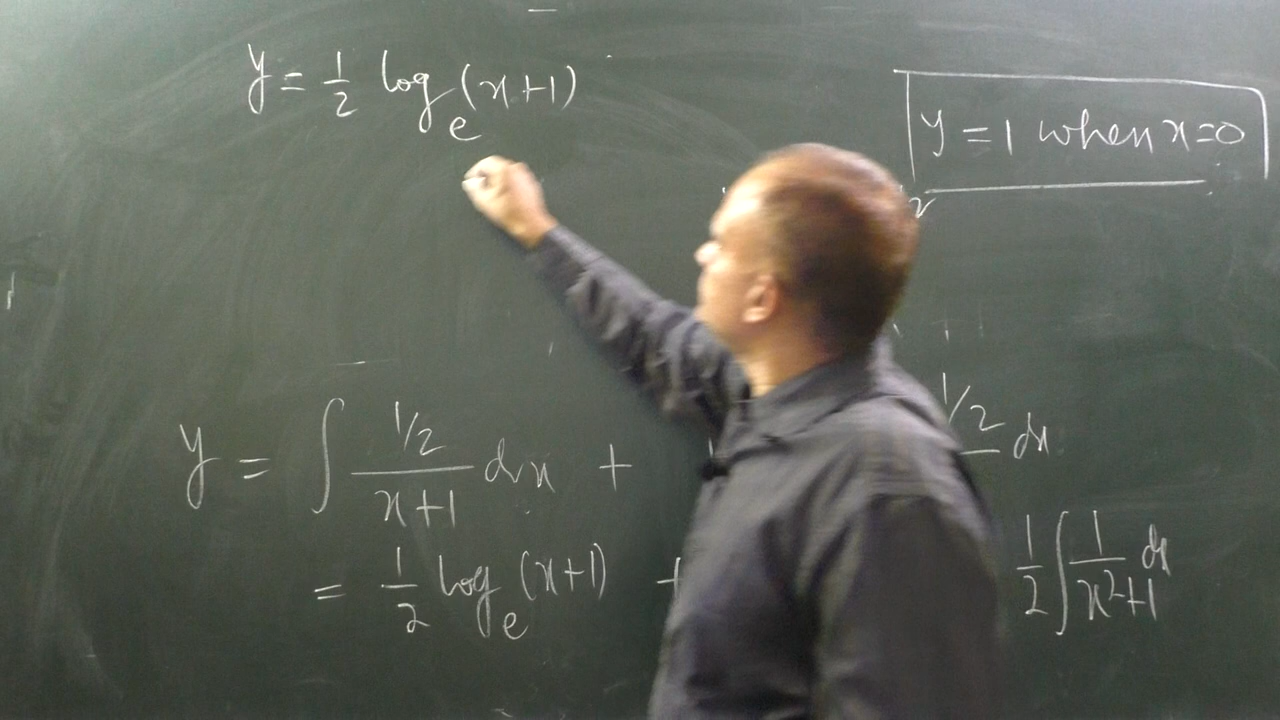 y = 1/2 log_e (x+1)
y = 1 when x=0
y = ∫ (1/2)/(x+1) dx + 1/2 dx
= 1/2 log_e (x+1) + 1/2 ∫ 1/(x²+1) dx